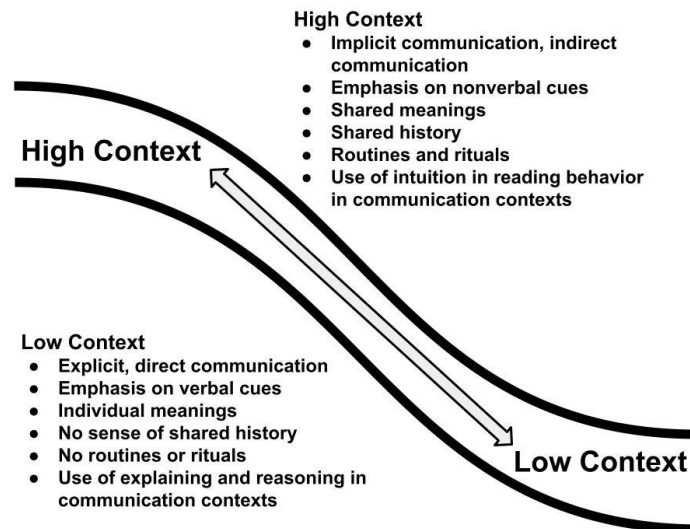 High Context
● Implicit communication, indirect
communication
● Emphasis on nonverbal cues
● Shared meanings
● Shared history
● Routines and rituals
● Use of intuition in reading behavior
in communication contexts
High Context
Low Context
● Explicit, direct communication
● Emphasis on verbal cues
● Individual meanings
● No sense of shared history
● No routines or rituals
● Use of explaining and reasoning in
communication contexts
Low Context